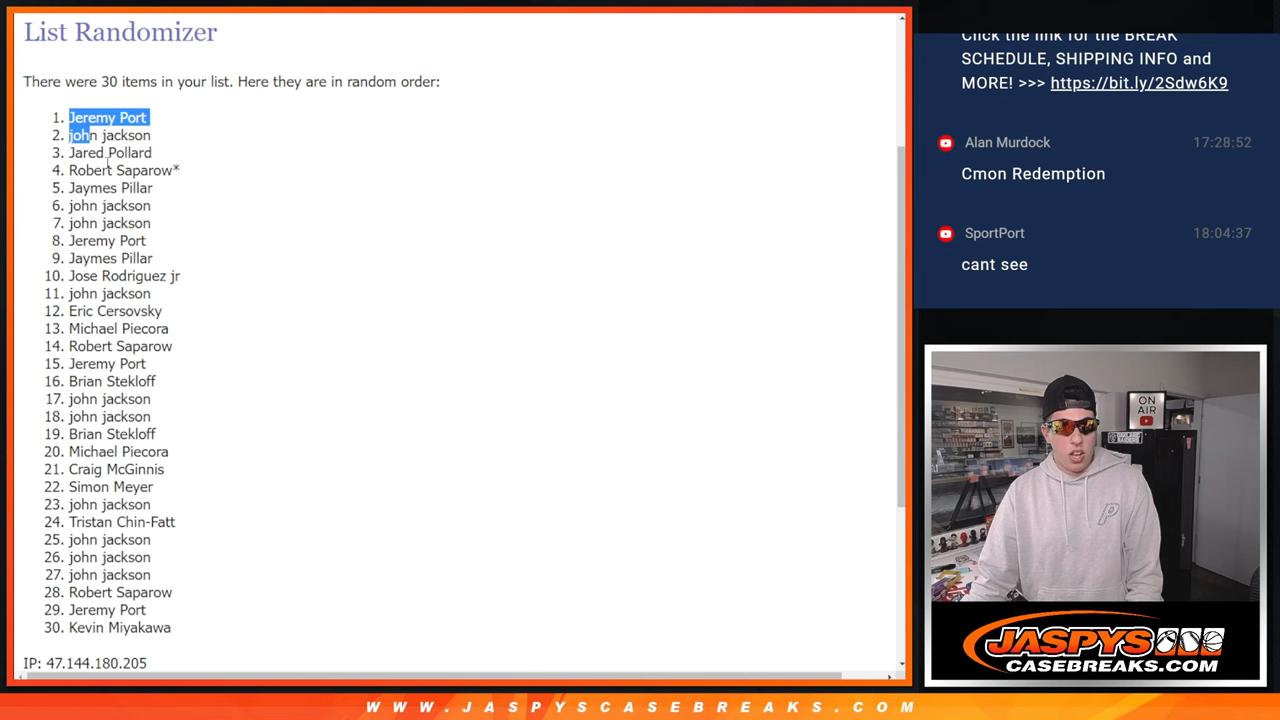 List Randomizer
There were 30 items in your list. Here they are in random order:
1. Jeremy Port
2. john jackson
3. Jared Pollard
4. Robert Saparow*
5. Jaymes Pillar
6. john jackson
7. john jackson
8. Jeremy Port
9. Jaymes Pillar
10. Jose Rodriguez jr
11. john jackson
12. Eric Cersovsky
13. Michael Piecora
14. Robert Saparow
15. Jeremy Port
16. Brian Stekloff
17. john jackson
18. john jackson
19. Brian Stekloff
20. Michael Piecora
21. Craig McGinnis
22. Simon Meyer
23. john jackson
24. Tristan Chin-Fatt
25. john jackson
26. john jackson
27. john jackson
28. Robert Saparow
29. Jeremy Port
30. Kevin Miyakawa
IP: 47.144.180.205
Click the link for the BREAK
SCHEDULE, SHIPPING INFO and
MORE! >>> https://bit.ly/2Sdw6K9
Alan Murdock 17:28:52
Cmon Redemption
SportPort 18:04:37
cant see
ON
AIR
JASPYS
CASEBREAKS.COM
WWW.JASPYSCASEBREAKS.COM